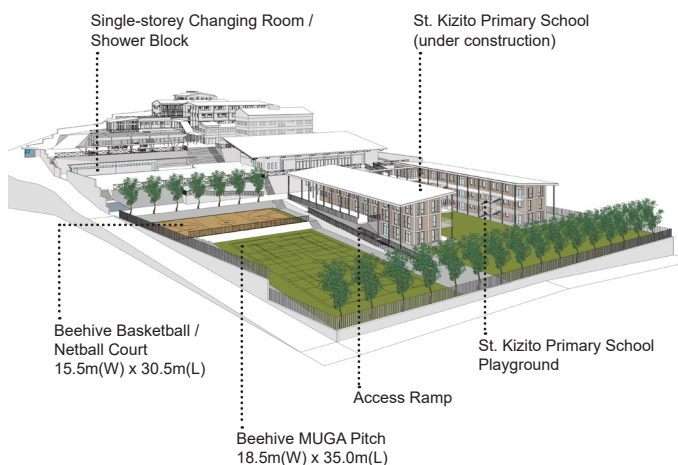 Single-storey Changing Room /
Shower Block
St. Kizito Primary School
(under construction)
Beehive Basketball /
Netball Court
15.5m(W) x 30.5m(L)
St. Kizito Primary School
Playground
Access Ramp
Beehive MUGA Pitch
18.5m(W) x 35.0m(L)